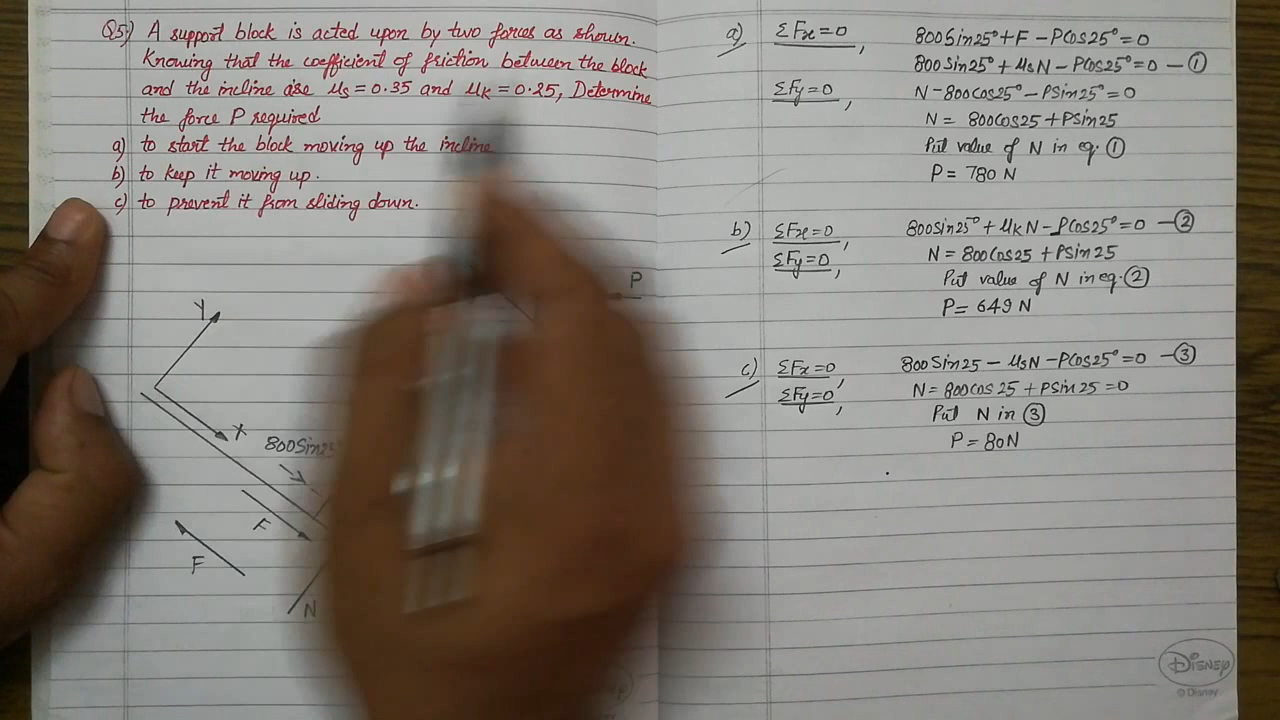 Q5) A support block is acted upon by two forces as shown.
Knowing that the coefficient of friction between the block
and the incline are μs = 0.35 and μk = 0.25, Determine
the force P required
a) to start the block moving up the incline
b) to keep it moving up.
c) to prevent it from sliding down.
P
Y
X
800Sin25
F
F
N
a) ΣFx=0, 800Sin25°+F-PCos25°=0
800Sin25°+μsN-PCos25°=0 —①
ΣFy=0, N-800cos25°-PSin25°=0
N= 800cos25+PSin25
Put value of N in eq. ①
P= 780 N
b) ΣFx=0, 800Sin25°+μkN-PCos25°=0 —②
ΣFy=0, N=800Cos25+PSin25
Put value of N in eq. ②
P= 649 N
c) ΣFx=0, 800Sin25-μsN-PCos25°=0 —③
ΣFy=0, N=800cos25+PSin25=0
Put N in ③
P=80N
DISNEP
© Disney